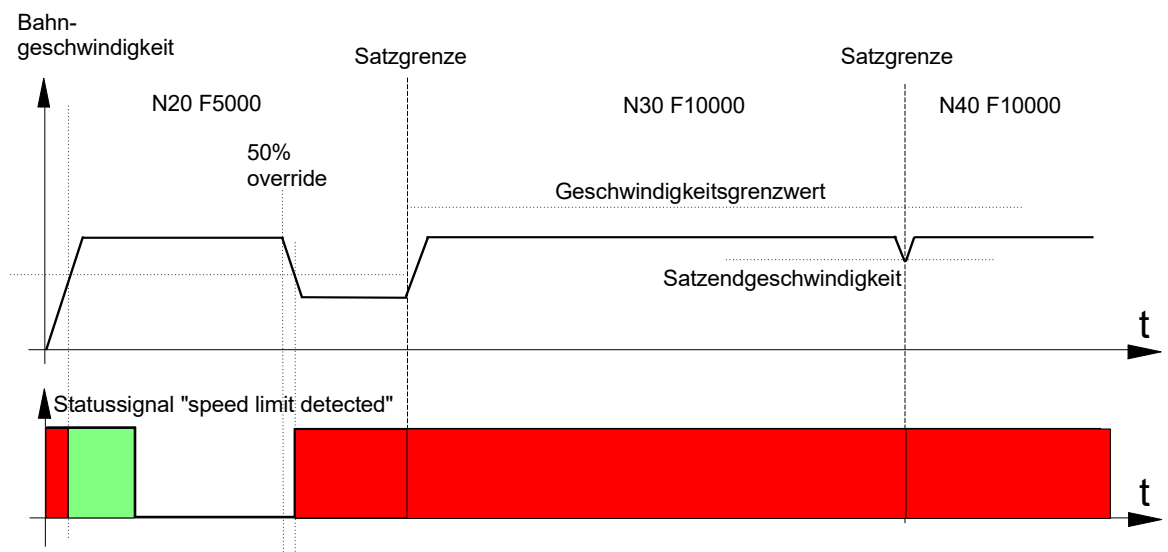 Bahn-
geschwindigkeit
Satzgrenze
Satzgrenze
N20 F5000
N30 F10000
N40 F10000
50%
override
Geschwindigkeitsgrenzwert
Satzendgeschwindigkeit
t
Statussignal "speed limit detected"
t